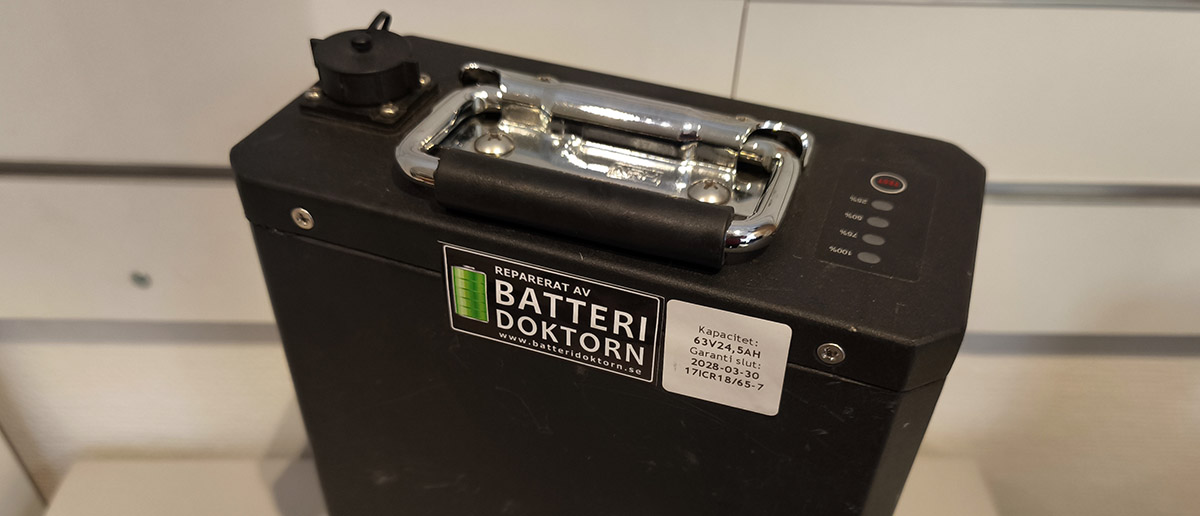 REPARERAT AV
BATTERI
DOKTORN
www.batteridoktorn.se
Kapacitet:
63V24,5AH
Garanti slut:
2028-03-30
17ICR18/65-7
TEST
25%
50%
75%
100%